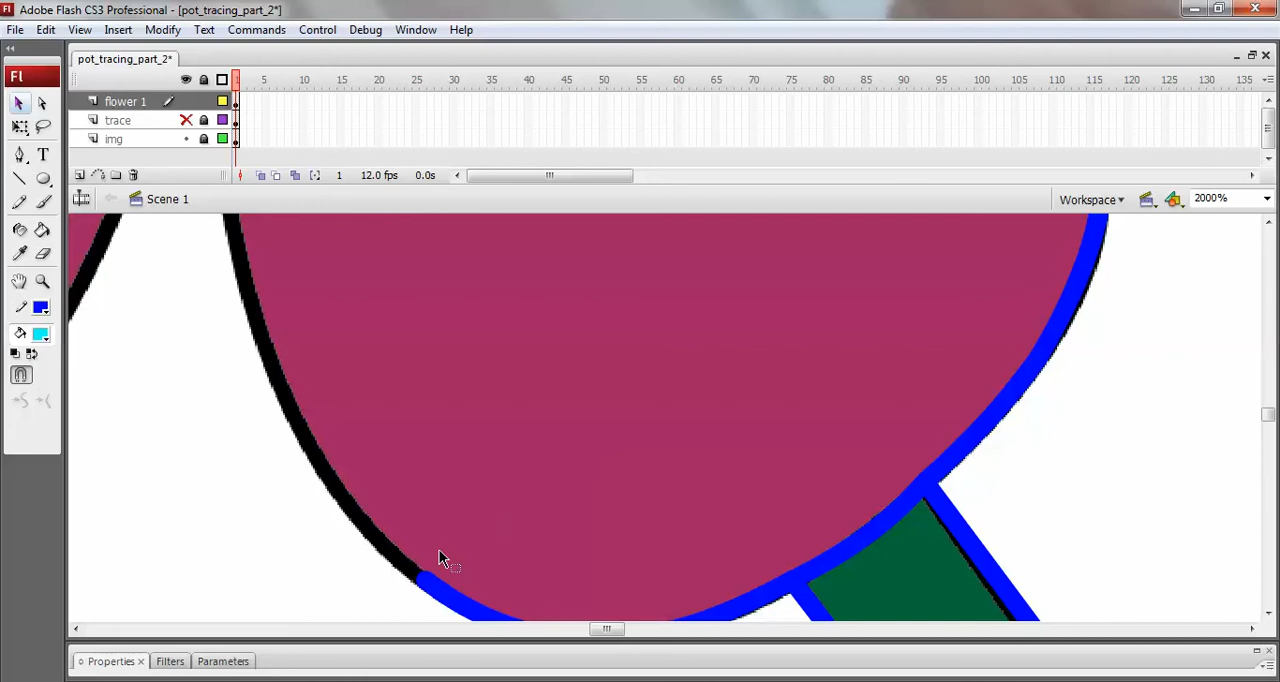 Adobe Flash CS3 Professional - [pot_tracing_part_2*]
File Edit View Insert Modify Text Commands Control Debug Window Help
pot_tracing_part_2*
Fl
1 5 10 15 20 25 30 35 40 45 50 55 60 65 70 75 80 85 90 95 100 105 110 115 120 125 130 135
flower 1
trace
img
1 12.0 fps 0.0s
Scene 1 Workspace 2000%
T
Properties Filters Parameters